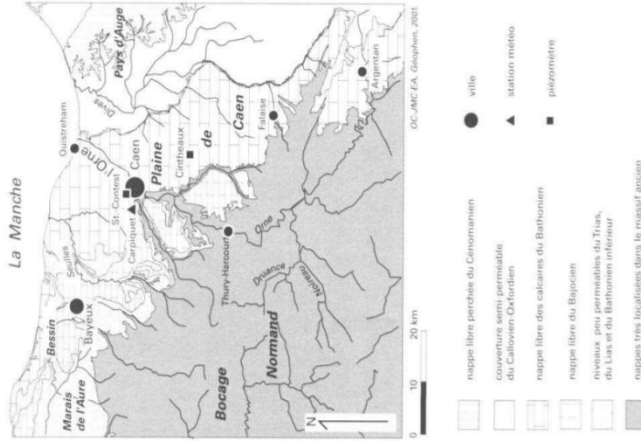 La Manche
Ouistreham
Pays d'Auge
Dives
l'Orne
St. Contest
Caen
Carpiquet
Seulles
Bessin
Bayeux
Marais
de l'Aure
Plaine
Cintheaux
de
Caen
Falaise
Argentan
Thury-Harcourt
Orne
Druance
Noireau
Bocage
Normand
N
0 10 20 km
OC-JMC-EA, Géophen, 2001.
nappe libre perchée du Cénomanien
couverture semi-perméable
du Callovien-Oxfordien
nappe libre des calcaires du Bathonien
nappe libre du Bajocien
niveaux peu perméables du Trias,
du Lias et du Bathonien inférieur
nappes très localisées dans le massif ancien
ville
station météo
piézomètre